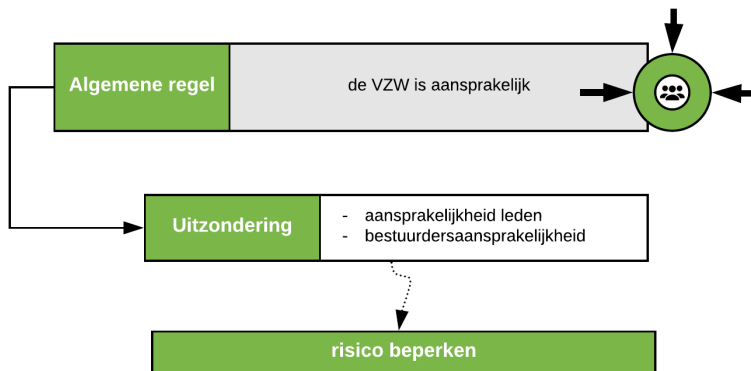 Algemene regel
de VZW is aansprakelijk
Uitzondering
- aansprakelijkheid leden
- bestuurdersaansprakelijkheid
risico beperken